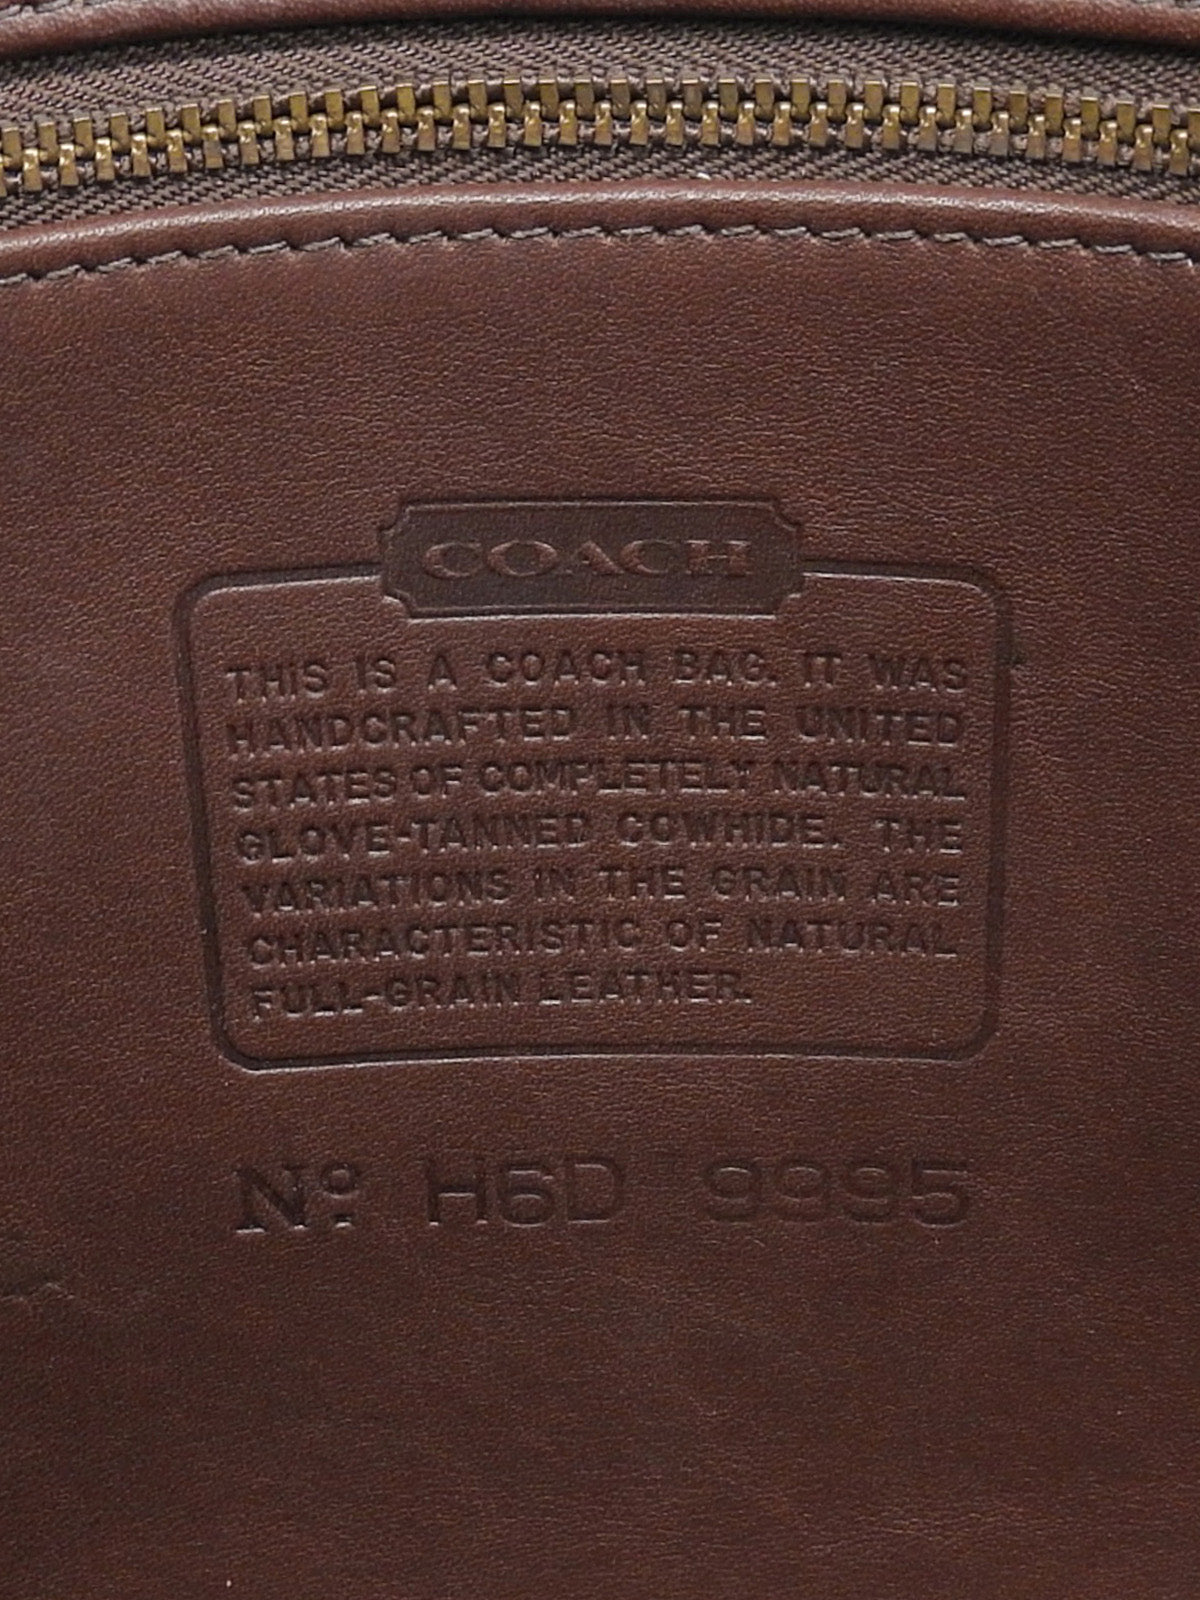 COACH
THIS IS A COACH BAG. IT WAS
HANDCRAFTED IN THE UNITED
STATES OF COMPLETELY NATURAL
GLOVE-TANNED COWHIDE. THE
VARIATIONS IN THE GRAIN ARE
CHARACTERISTIC OF NATURAL
FULL-GRAIN LEATHER.
Nº. H6D 9995